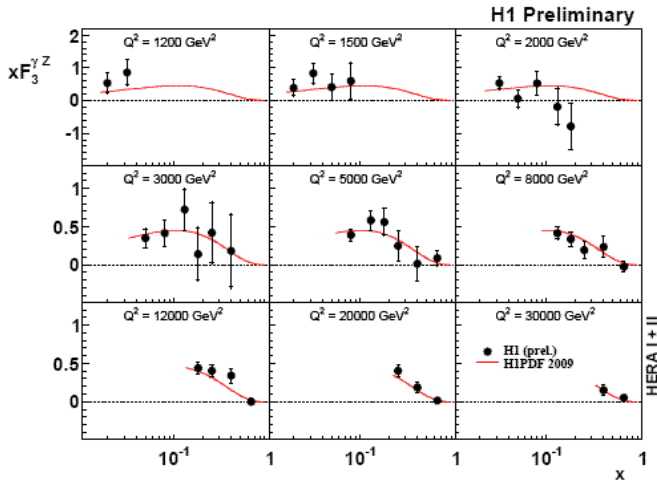 H1 Preliminary
xF₃^γZ
Q² = 1200 GeV² Q² = 1500 GeV² Q² = 2000 GeV²
2
1
0
-1
Q² = 3000 GeV² Q² = 5000 GeV² Q² = 8000 GeV²
1
0.5
0
Q² = 12000 GeV² Q² = 20000 GeV² Q² = 30000 GeV²
1
0.5
0
H1 (prel.)
H1PDF 2009
HERA I + II
10⁻¹ 1 10⁻¹ 1 10⁻¹ 1
x